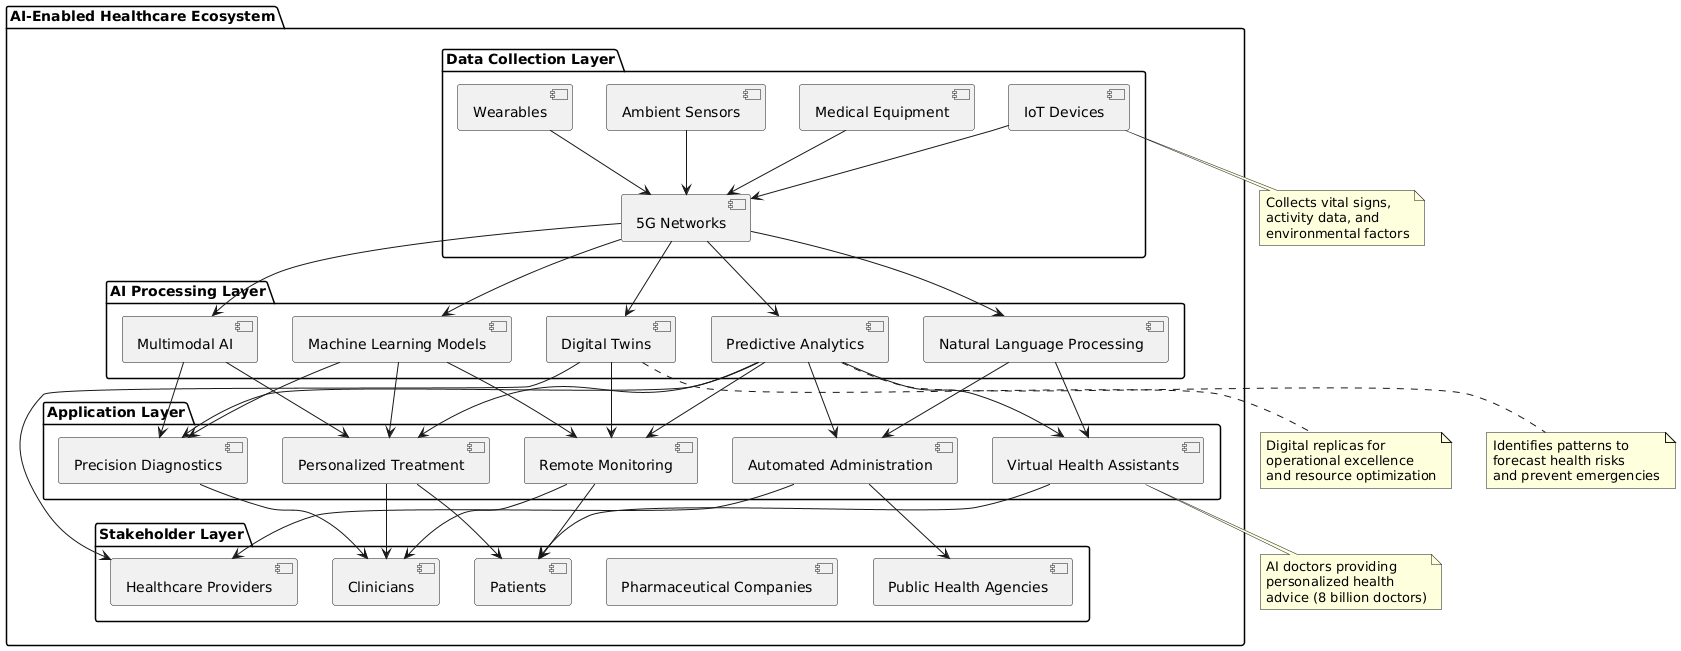 AI-Enabled Healthcare Ecosystem
Data Collection Layer
Wearables
Ambient Sensors
Medical Equipment
IoT Devices
5G Networks
Collects vital signs,
activity data, and
environmental factors
AI Processing Layer
Multimodal AI
Machine Learning Models
Digital Twins
Predictive Analytics
Natural Language Processing
Application Layer
Precision Diagnostics
Personalized Treatment
Remote Monitoring
Automated Administration
Virtual Health Assistants
Digital replicas for
operational excellence
and resource optimization
Identifies patterns to
forecast health risks
and prevent emergencies
Stakeholder Layer
Healthcare Providers
Clinicians
Patients
Pharmaceutical Companies
Public Health Agencies
AI doctors providing
personalized health
advice (8 billion doctors)